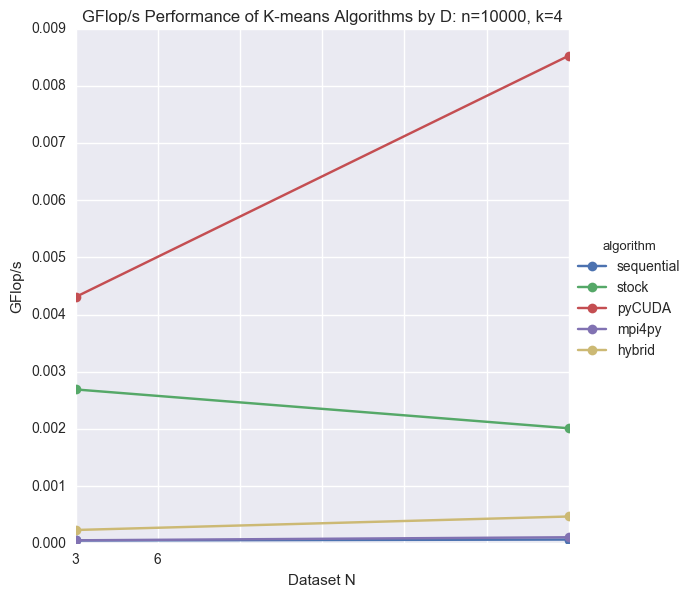 GFlop/s Performance of K-means Algorithms by D: n=10000, k=4
0.009
0.008
0.007
0.006
0.005
0.004
0.003
0.002
0.001
0.000
GFlop/s
3 6
Dataset N
algorithm
sequential
stock
pyCUDA
mpi4py
hybrid